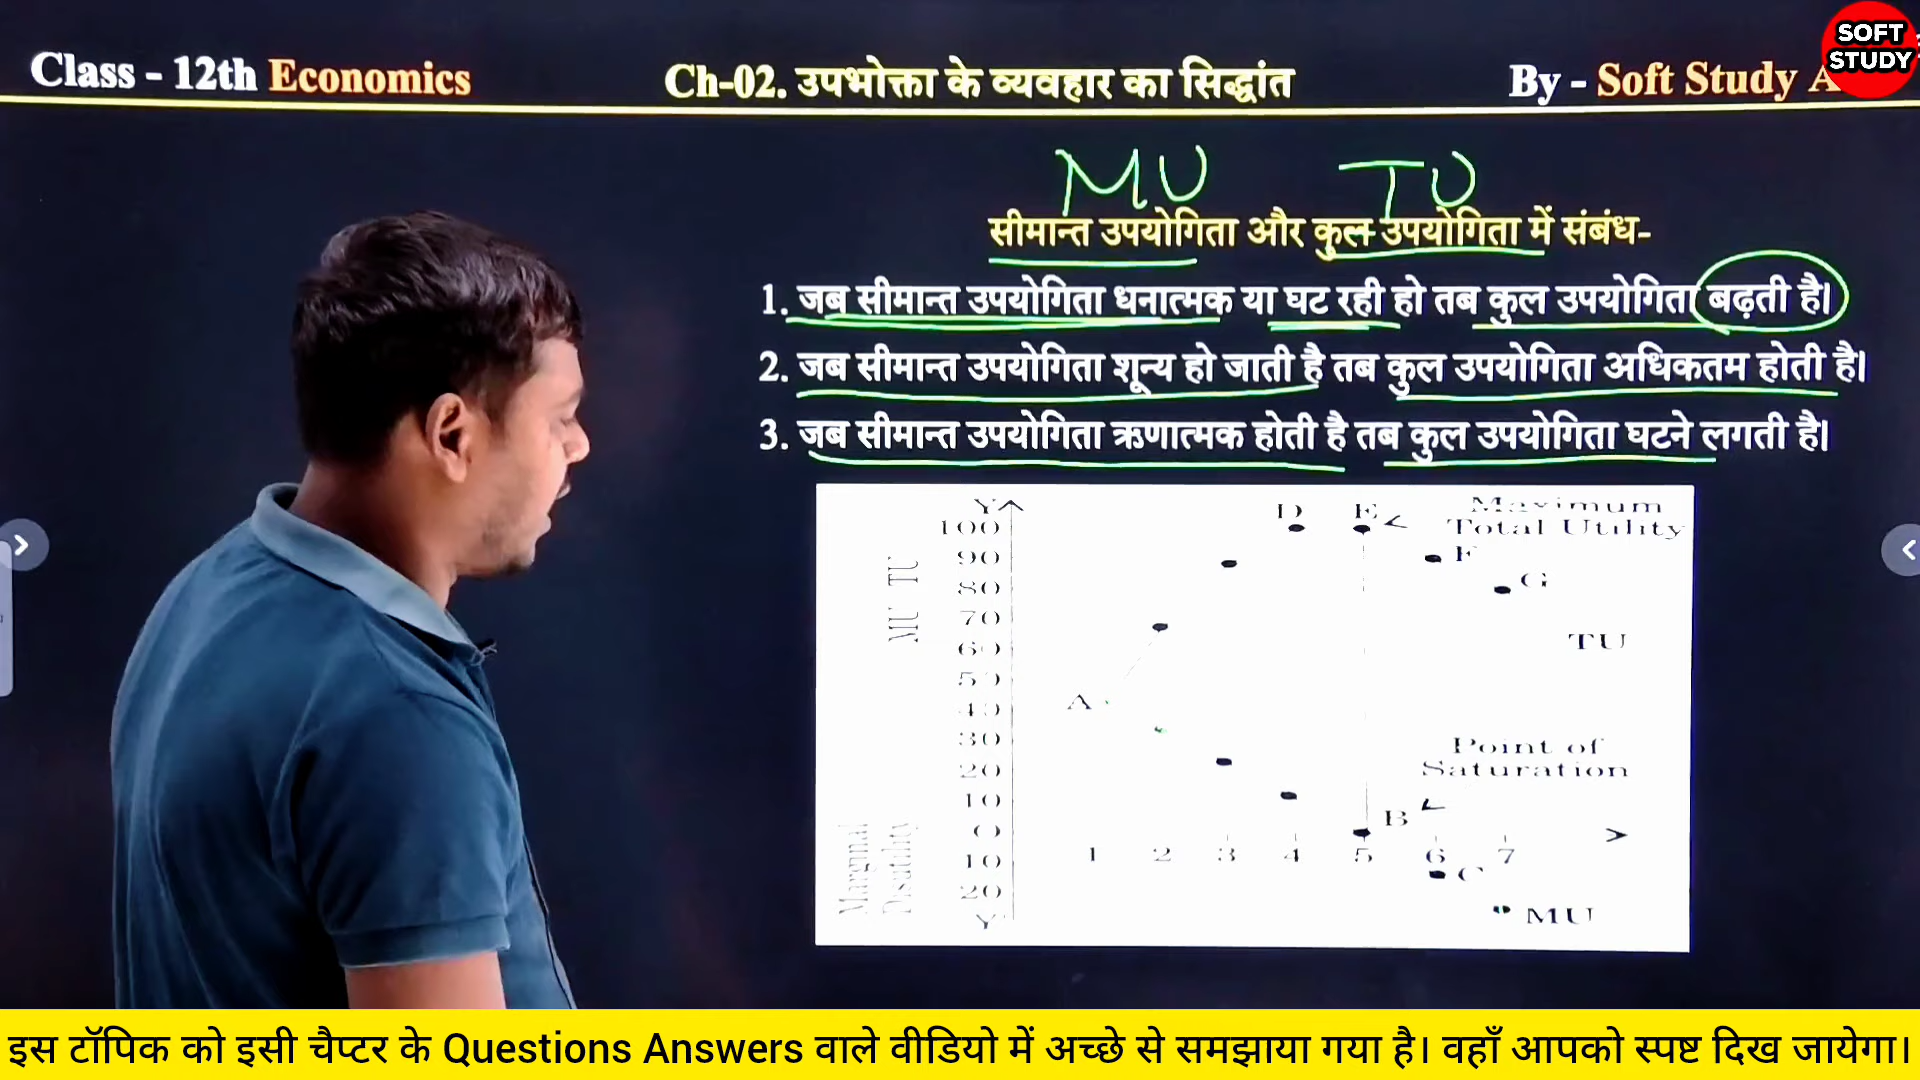 SOFT
STUDY
Class - 12th Economics
Ch-02. उपभोक्ता के व्यवहार का सिद्धांत
By - Soft Study A
MU TU
सीमान्त उपयोगिता और कुल उपयोगिता में संबंध-
1. जब सीमान्त उपयोगिता धनात्मक या घट रही हो तब कुल उपयोगिता बढ़ती है।
2. जब सीमान्त उपयोगिता शून्य हो जाती है तब कुल उपयोगिता अधिकतम होती है।
3. जब सीमान्त उपयोगिता ऋणात्मक होती है तब कुल उपयोगिता घटने लगती है।
Y
D E Maximum
100 Total Utility
90 F
80 G
70
MU TU
60 TU
50
A
40
30 Point of
20 Saturation
10 B
0
1 2 3 4 5 6 7
10 C
20
Marginal
Disutility
Y MU
इस टॉपिक को इसी चैप्टर के Questions Answers वाले वीडियो में अच्छे से समझाया गया है। वहाँ आपको स्पष्ट दिख जायेगा।